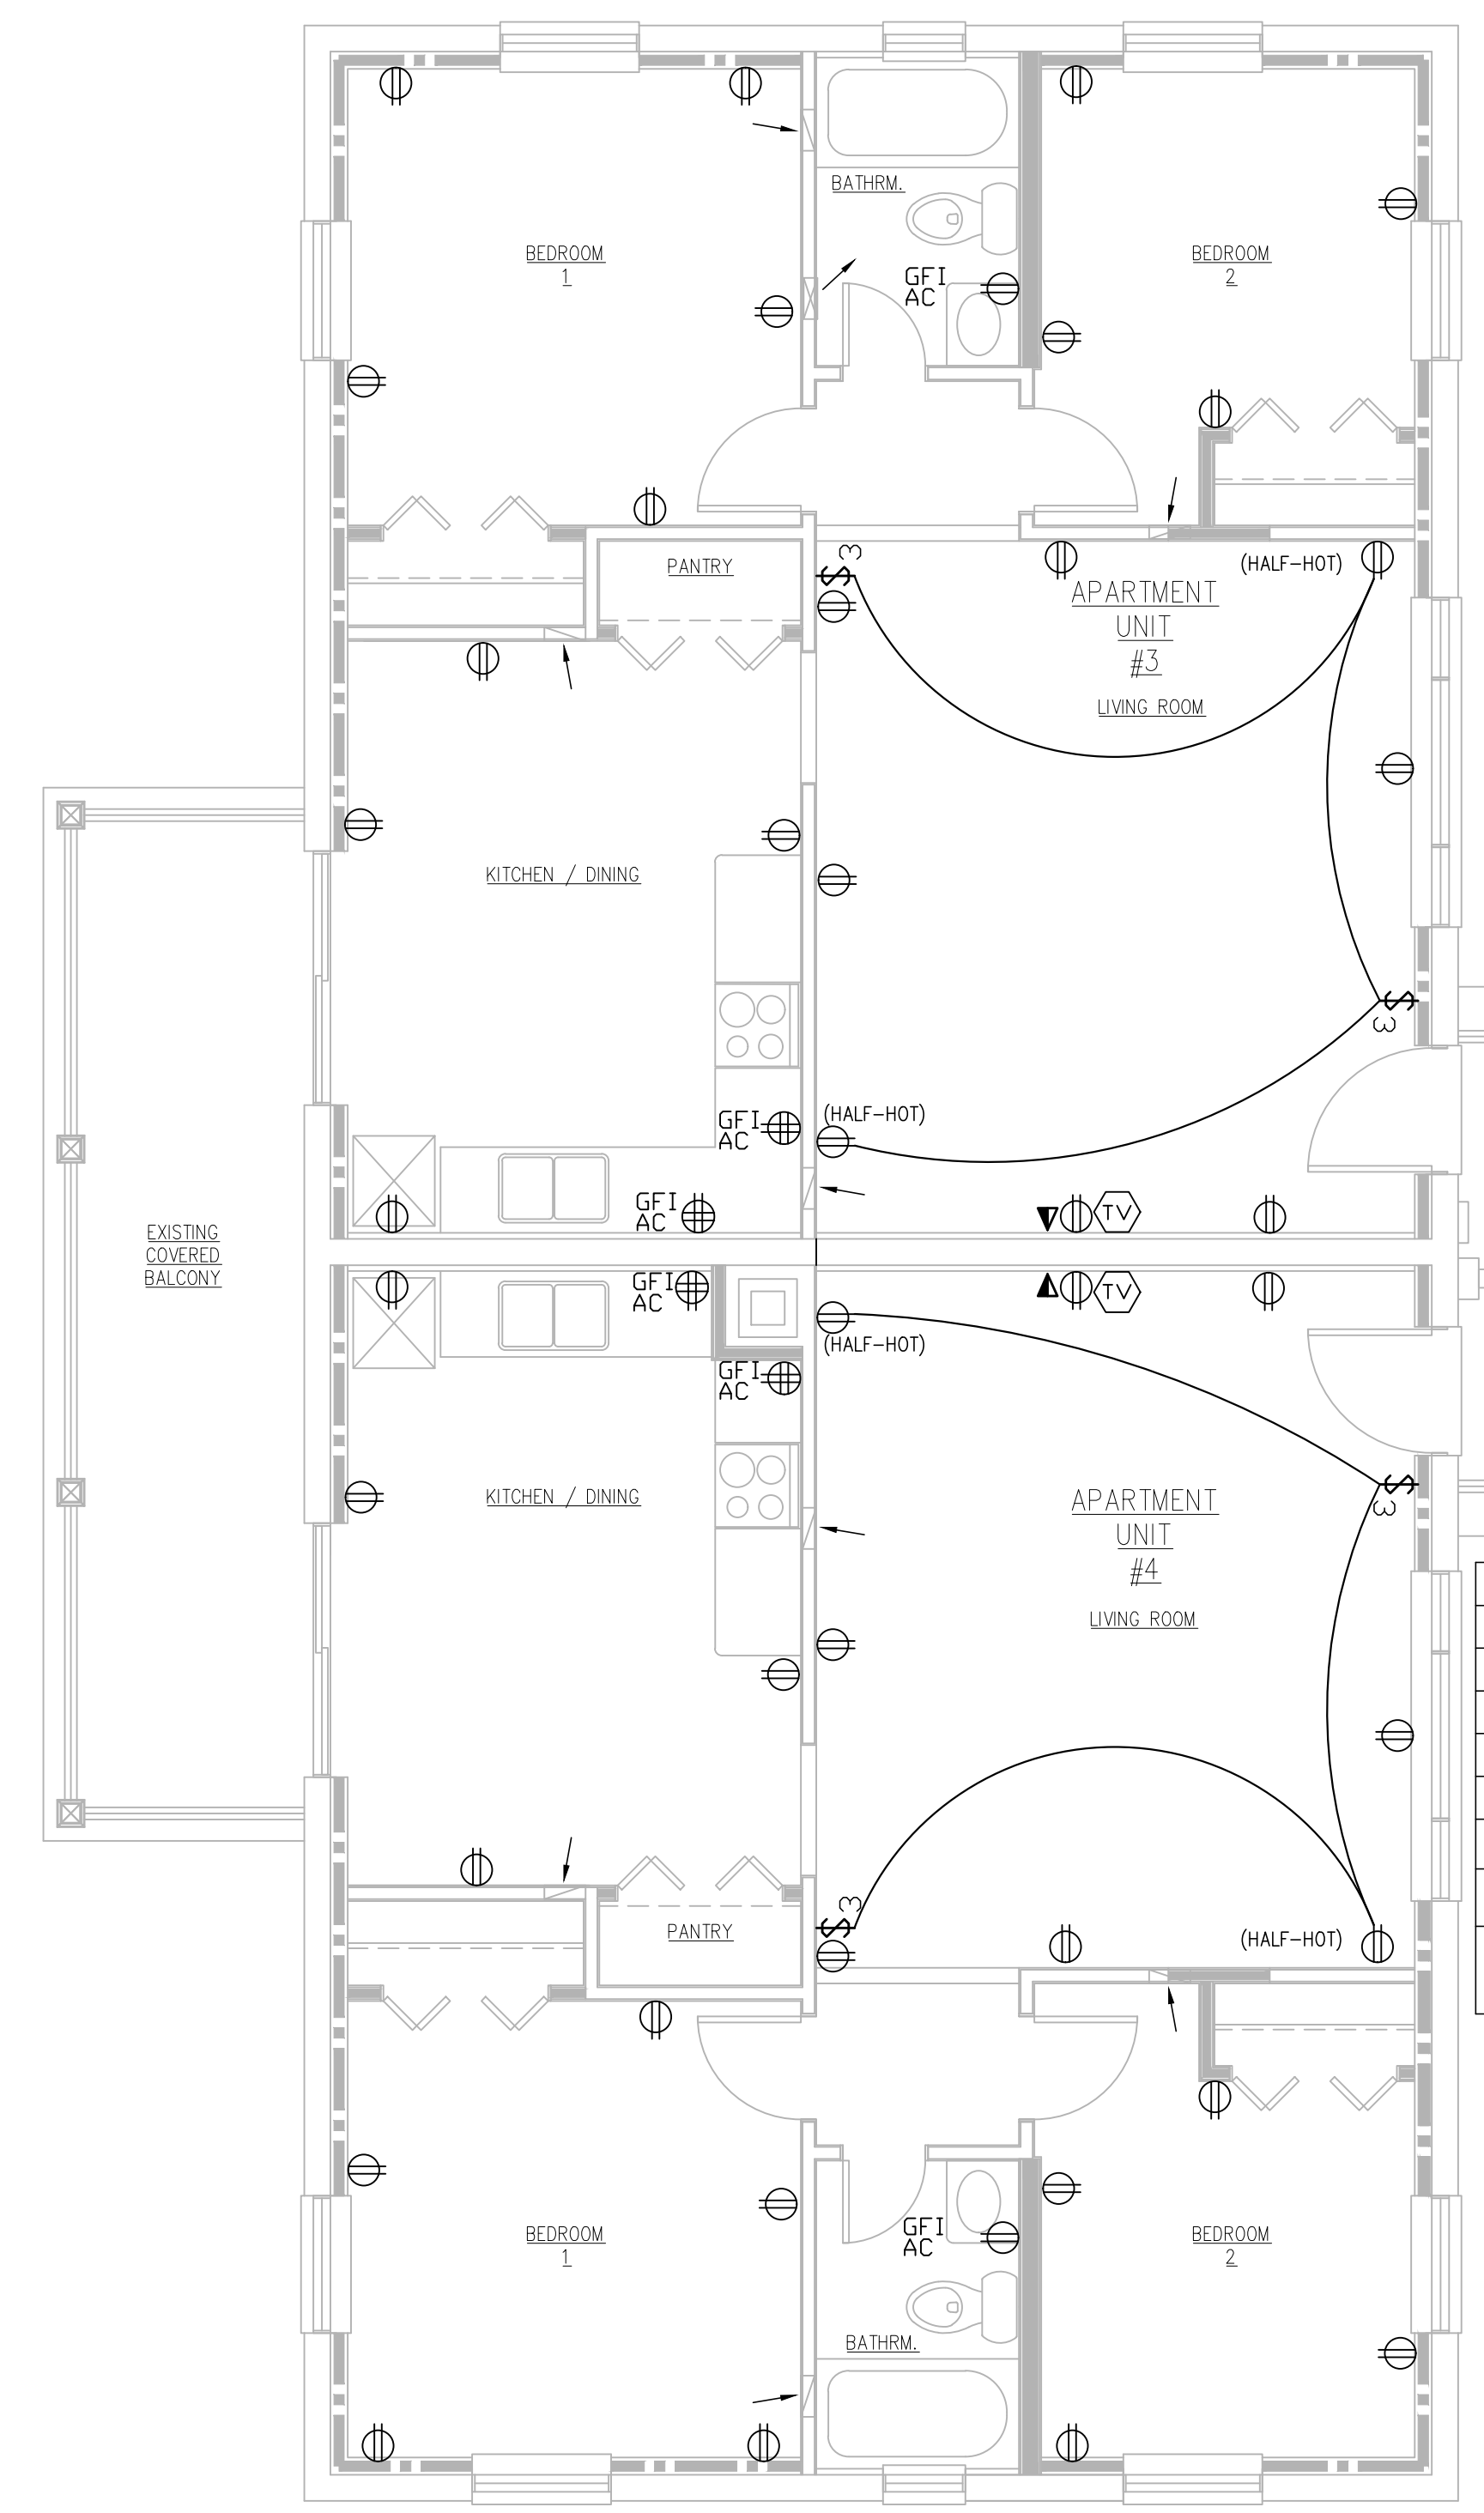 BATHRM.
BEDROOM
1
GFI
AC
BEDROOM
2
PANTRY
$3
(HALF-HOT)
APARTMENT
UNIT
#3
LIVING ROOM
KITCHEN / DINING
$3
GFI
AC
(HALF-HOT)
GFI
AC
TV
EXISTING
COVERED
BALCONY
GFI
AC
TV
(HALF-HOT)
GFI
AC
KITCHEN / DINING
$3
APARTMENT
UNIT
#4
LIVING ROOM
PANTRY
$3
(HALF-HOT)
BEDROOM
1
GFI
AC
BEDROOM
2
BATHRM.